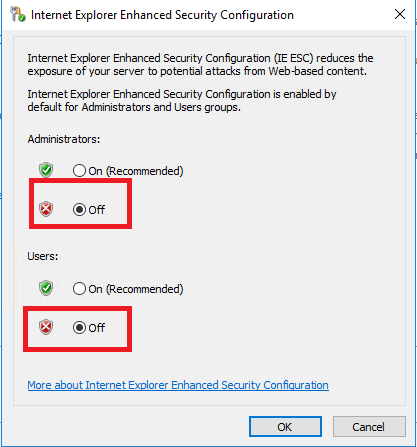 Internet Explorer Enhanced Security Configuration
Internet Explorer Enhanced Security Configuration (IE ESC) reduces the
exposure of your server to potential attacks from Web-based content.
Internet Explorer Enhanced Security Configuration is enabled by
default for Administrators and Users groups.
Administrators:
On (Recommended)
Off
Users:
On (Recommended)
Off
More about Internet Explorer Enhanced Security Configuration
OK Cancel